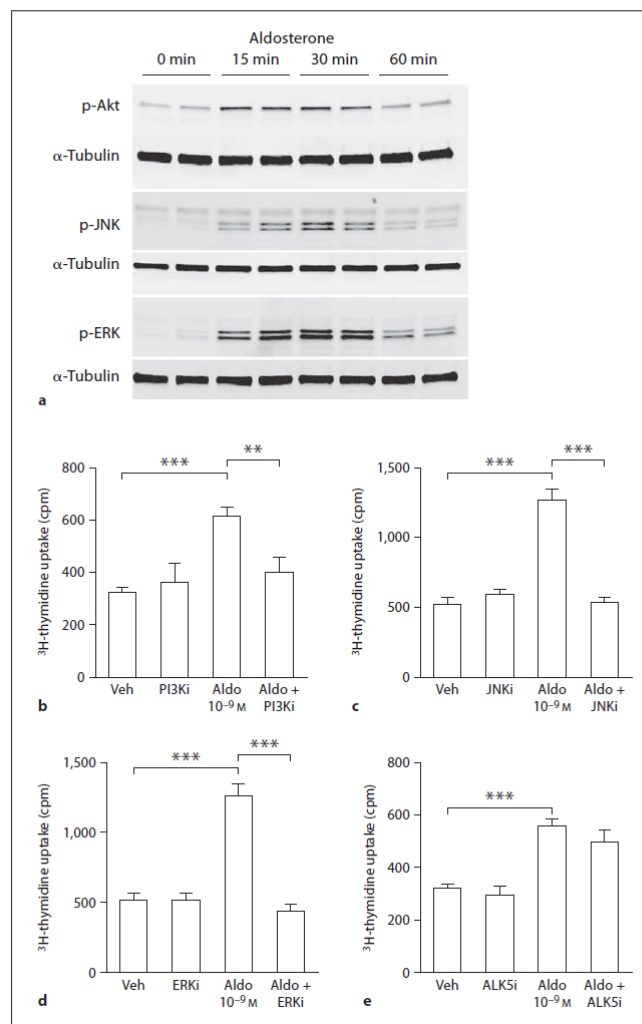 Aldosterone
0 min 15 min 30 min 60 min
p-Akt
α-Tubulin
p-JNK
α-Tubulin
p-ERK
α-Tubulin
a
³H-thymidine uptake (cpm)
800
600
400
200
0
** ***
Veh PI3Ki Aldo 10⁻⁹ M Aldo + PI3Ki
b
³H-thymidine uptake (cpm)
1,500
1,000
500
0
*** ***
Veh JNKi Aldo 10⁻⁹ M Aldo + JNKi
c
³H-thymidine uptake (cpm)
1,500
1,000
500
0
*** ***
Veh ERKi Aldo 10⁻⁹ M Aldo + ERKi
d
³H-thymidine uptake (cpm)
800
600
400
200
0
***
Veh ALK5i Aldo 10⁻⁹ M Aldo + ALK5i
e